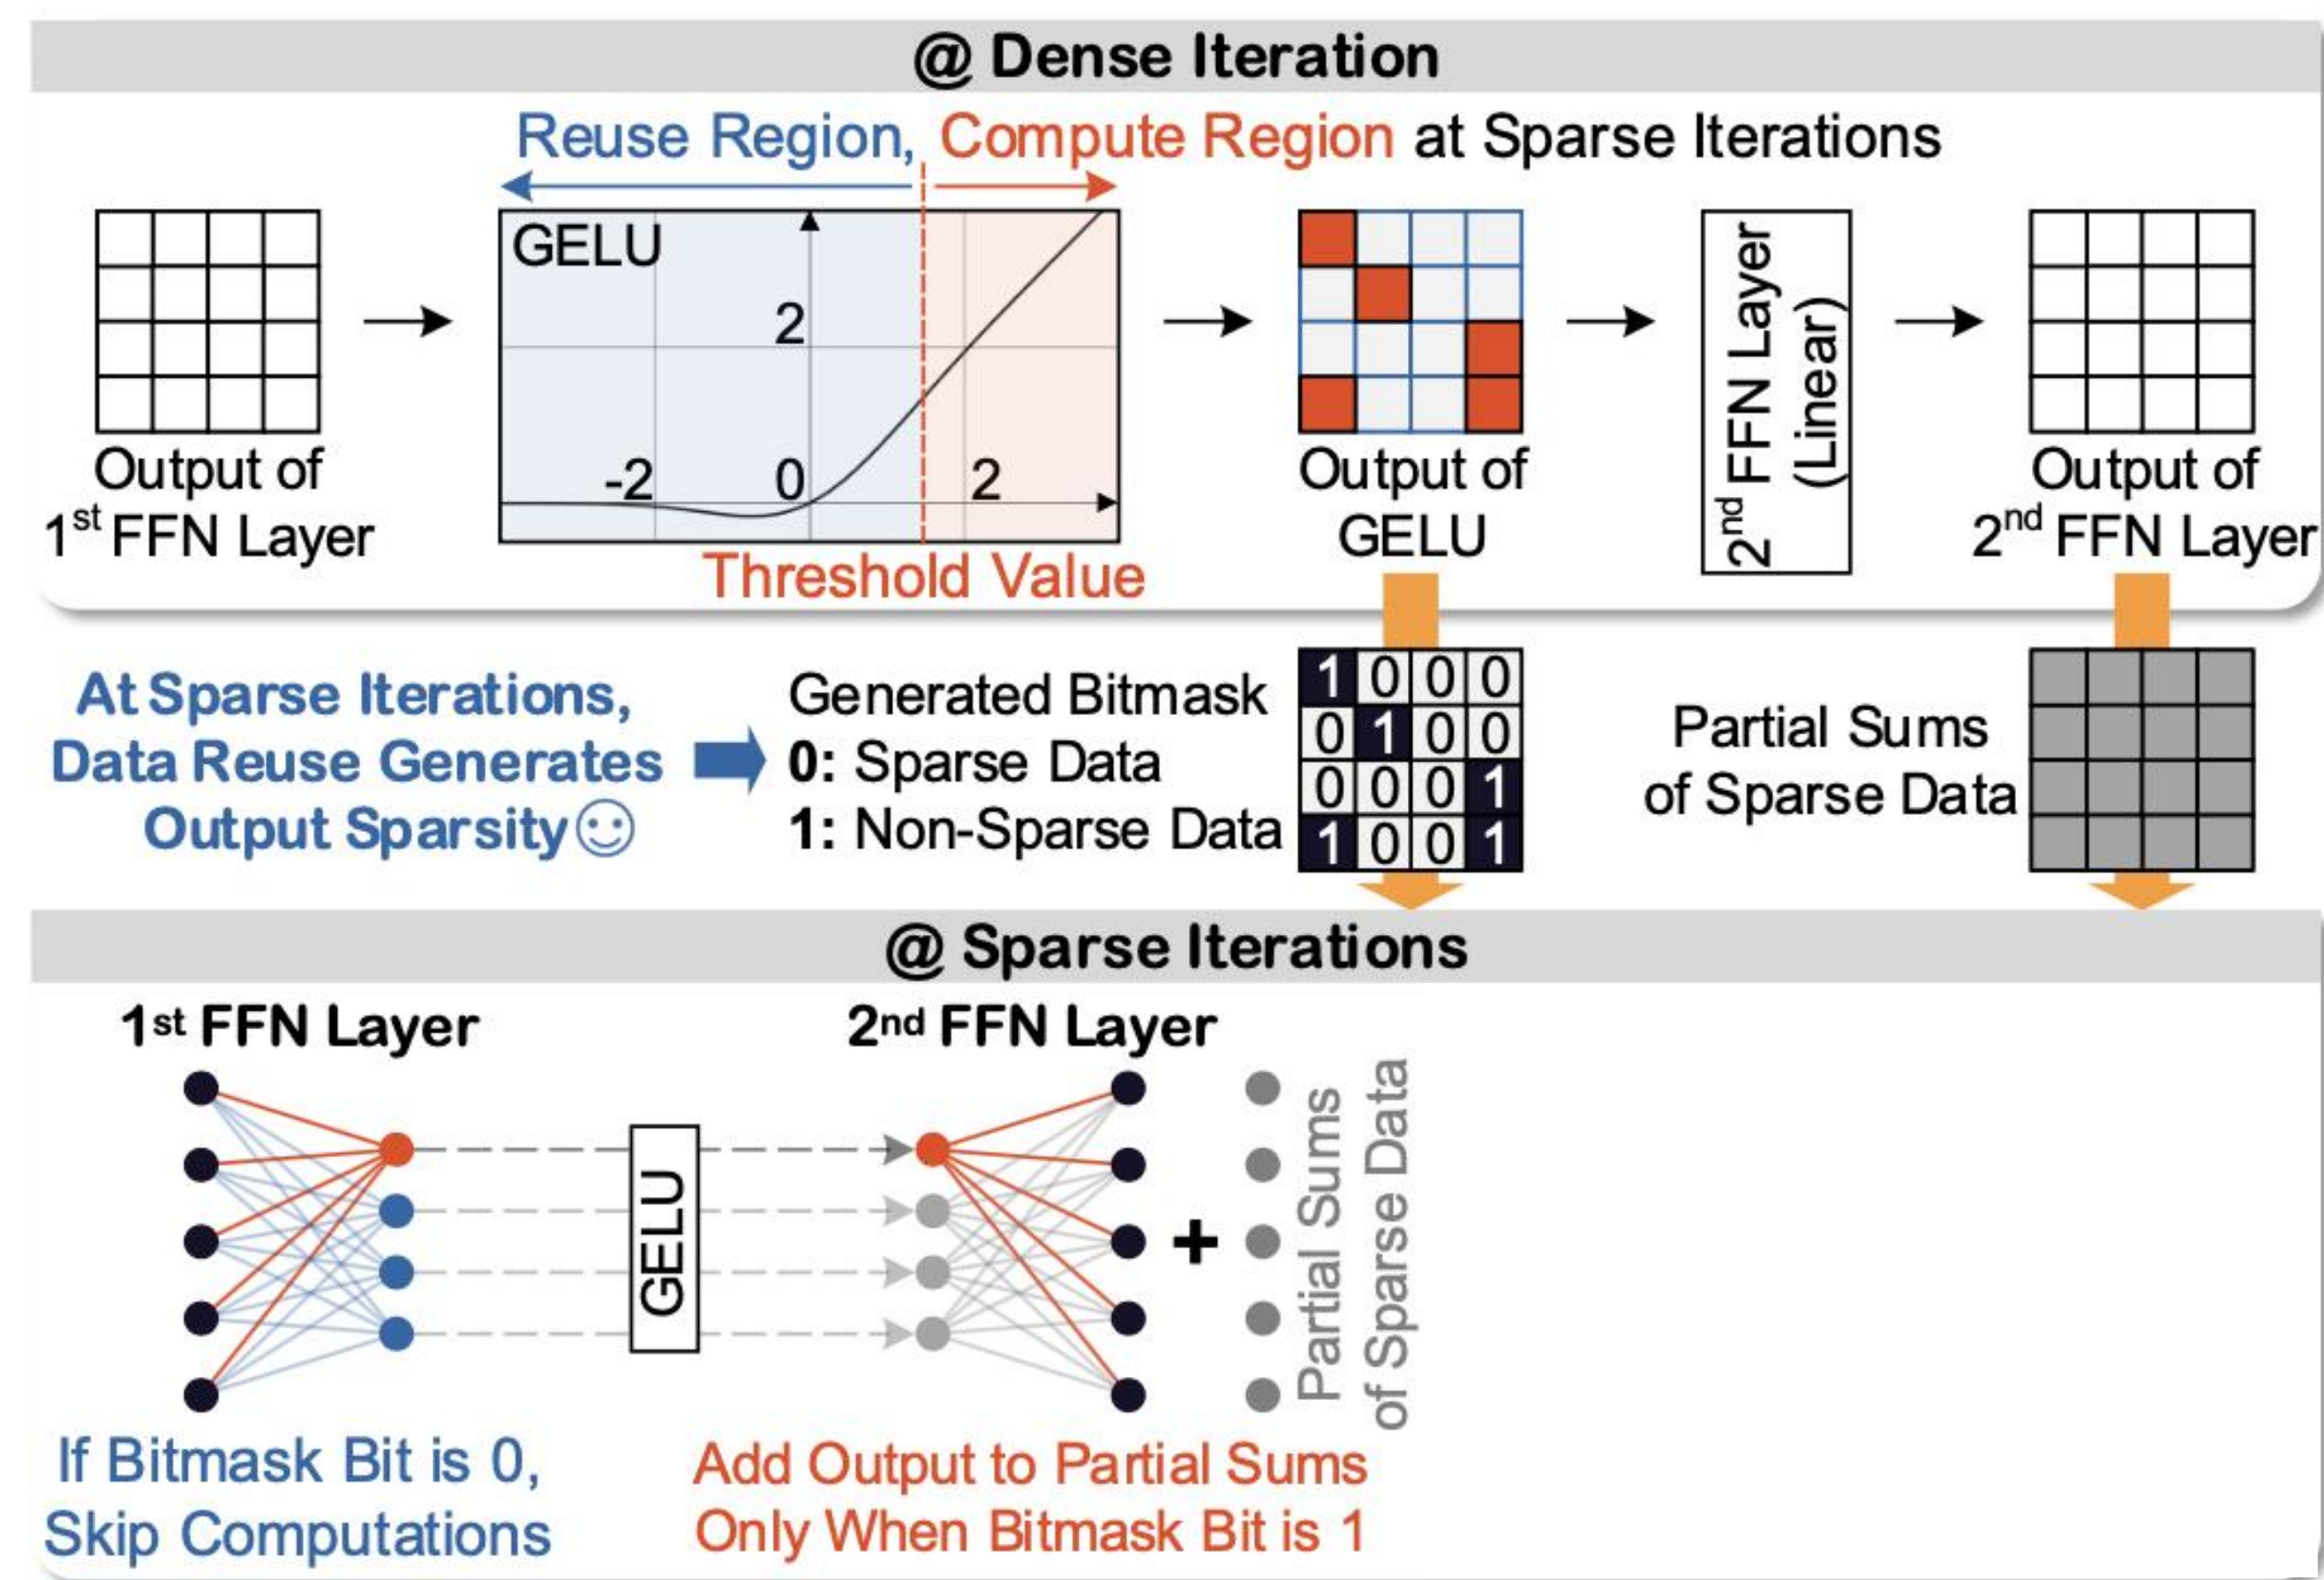 @ Dense Iteration
Reuse Region, Compute Region at Sparse Iterations
GELU
2
-2 0 2
Threshold Value
Output of
1st FFN Layer
Output of
GELU
2nd FFN Layer
(Linear)
Output of
2nd FFN Layer
At Sparse Iterations,
Data Reuse Generates
Output Sparsity
Generated Bitmask
0: Sparse Data
1: Non-Sparse Data
1 0 0 0
0 1 0 0
0 0 0 1
1 0 0 1
Partial Sums
of Sparse Data
@ Sparse Iterations
1st FFN Layer
2nd FFN Layer
GELU
+
Partial Sums
of Sparse Data
If Bitmask Bit is 0,
Skip Computations
Add Output to Partial Sums
Only When Bitmask Bit is 1